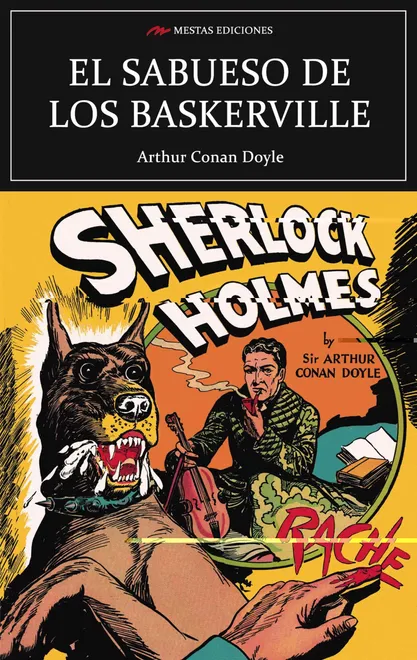 MESTAS EDICIONES
EL SABUESO DE
LOS BASKERVILLE
Arthur Conan Doyle
SHERLOCK
HOLMES
by
Sir ARTHUR
CONAN DOYLE
RACHE